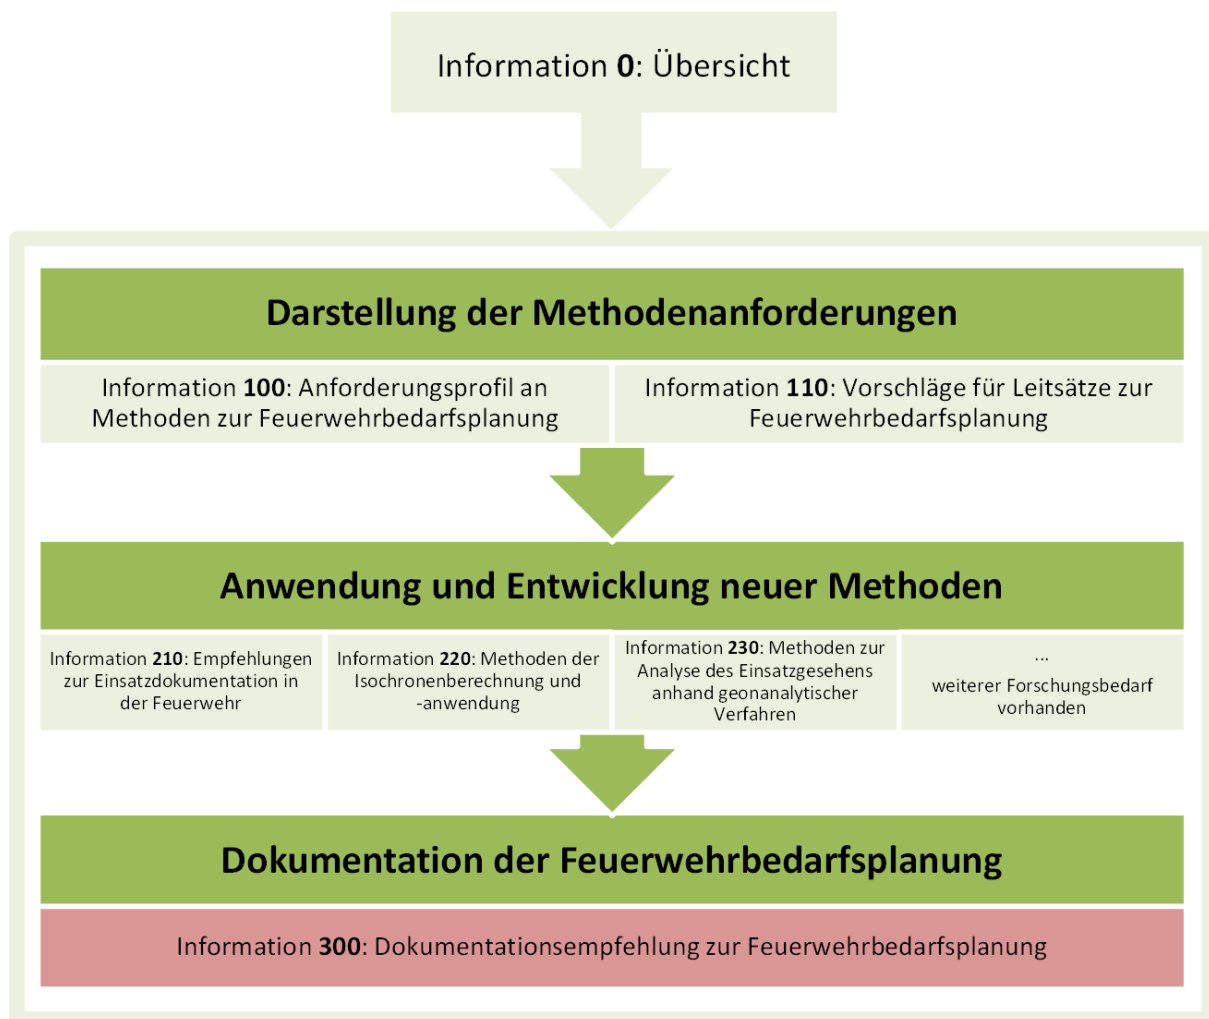 Information 0: Übersicht
Darstellung der Methodenanforderungen
Information 100: Anforderungsprofil an
Methoden zur Feuerwehrbedarfsplanung
Information 110: Vorschläge für Leitsätze zur
Feuerwehrbedarfsplanung
Anwendung und Entwicklung neuer Methoden
Information 210: Empfehlungen
zur Einsatzdokumentation in
der Feuerwehr
Information 220: Methoden der
Isochronenberechnung und
-anwendung
Information 230: Methoden zur
Analyse des Einsatzgesehens
anhand geonanalytischer
Verfahren
...
weiterer Forschungsbedarf
vorhanden
Dokumentation der Feuerwehrbedarfsplanung
Information 300: Dokumentationsempfehlung zur Feuerwehrbedarfsplanung